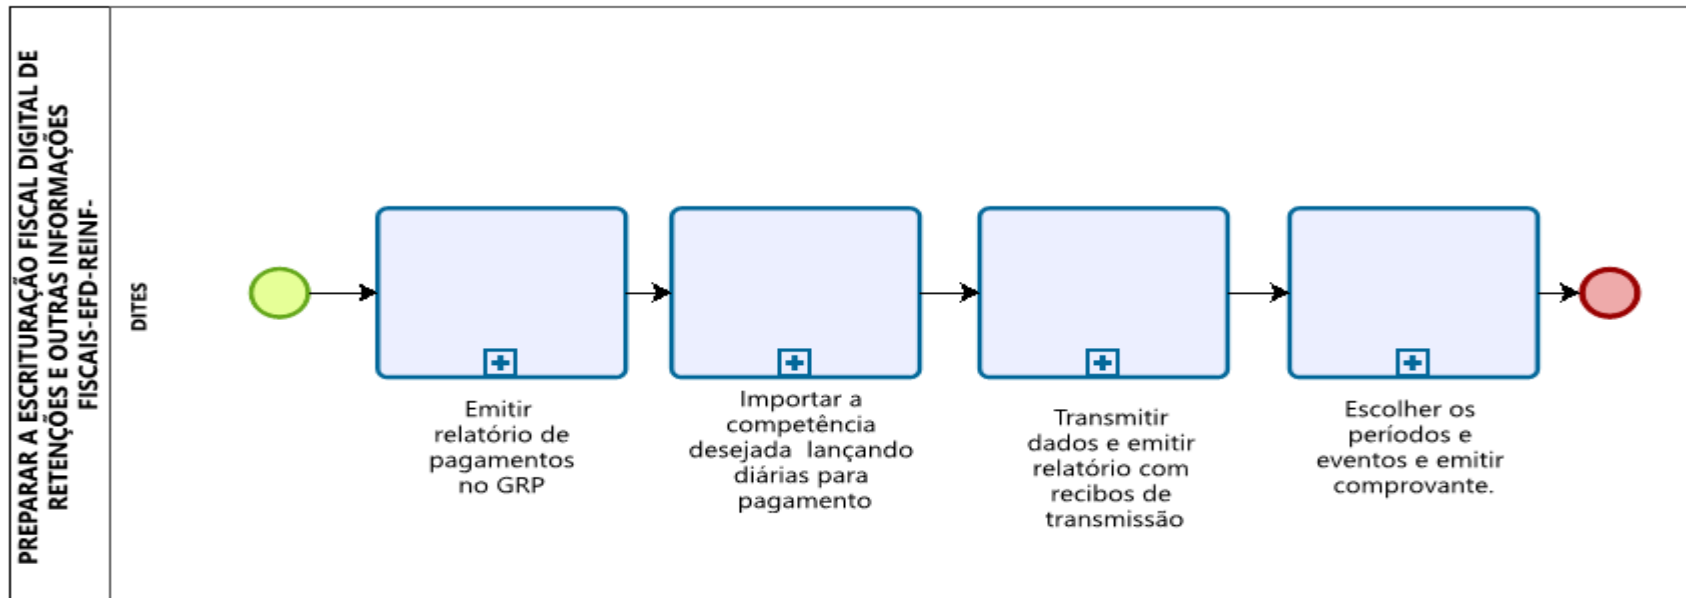 PREPARAR A ESCRITURAÇÃO FISCAL DIGITAL DE
RETENÇÕES E OUTRAS INFORMAÇÕES
FISCAIS-EFD-REINF-
DITES
Emitir
relatório de
pagamentos
no GRP
Importar a
competência
desejada lançando
diárias para
pagamento
Transmitir
dados e emitir
relatório com
recibos de
transmissão
Escolher os
períodos e
eventos e emitir
comprovante.